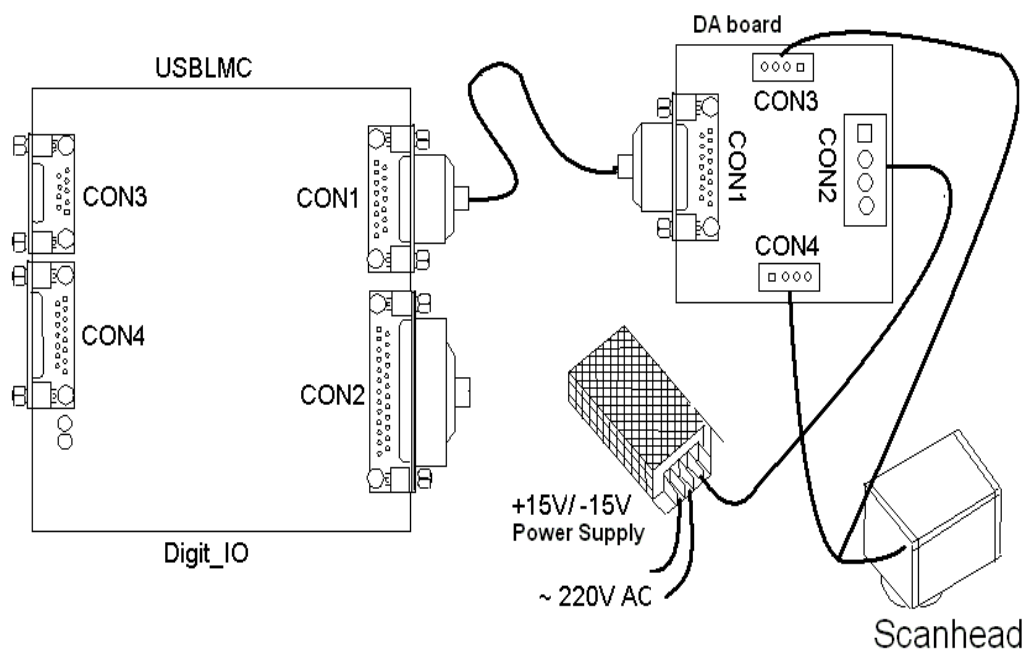 DA board
USBLMC
CON3
CON1
CON2
CON4
CON3
CON1
CON4
CON2
+15V/ -15V
Power Supply
Digit_IO
~ 220V AC
Scanhead